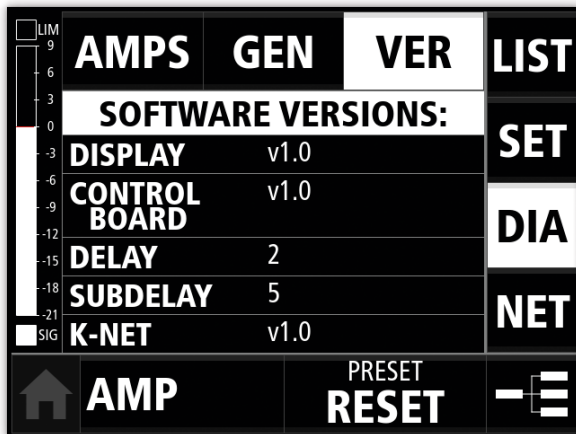 LIM
9
6
3
0
-3
-6
-9
-12
-15
-18
-21
SIG
AMPS GEN VER
SOFTWARE VERSIONS:
DISPLAY v1.0
CONTROL BOARD v1.0
DELAY 2
SUBDELAY 5
K-NET v1.0
LIST
SET
DIA
NET
AMP
PRESET
RESET